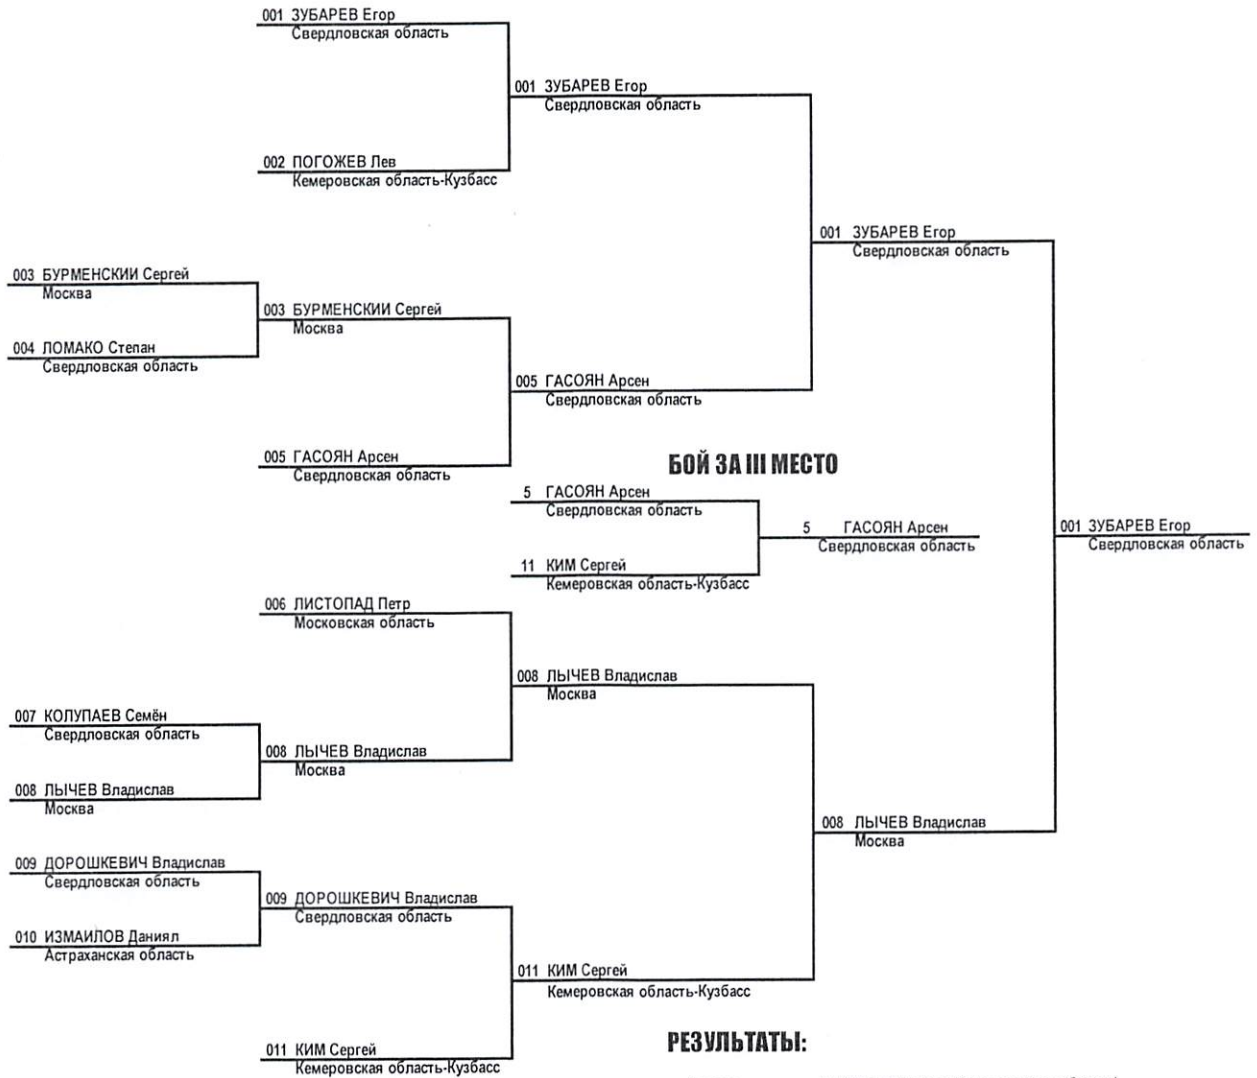 001 ЗУБАРЕВ Егор
Свердловская область
001 ЗУБАРЕВ Егор
Свердловская область
002 ПОГОЖЕВ Лев
Кемеровская область-Кузбасс
001 ЗУБАРЕВ Егор
Свердловская область
003 БУРМЕНСКИИ Сергей
Москва
003 БУРМЕНСКИИ Сергей
Москва
004 ЛОМАКО Степан
Свердловская область
005 ГАСОЯН Арсен
Свердловская область
005 ГАСОЯН Арсен
Свердловская область
БОЙ ЗА III МЕСТО
5 ГАСОЯН Арсен
Свердловская область
5 ГАСОЯН Арсен
Свердловская область
001 ЗУБАРЕВ Егор
Свердловская область
11 КИМ Сергей
Кемеровская область-Кузбасс
006 ЛИСТОПАД Петр
Московская область
008 ЛЫЧЕВ Владислав
Москва
007 КОЛУПАЕВ Семён
Свердловская область
008 ЛЫЧЕВ Владислав
Москва
008 ЛЫЧЕВ Владислав
Москва
008 ЛЫЧЕВ Владислав
Москва
009 ДОРОШКЕВИЧ Владислав
Свердловская область
009 ДОРОШКЕВИЧ Владислав
Свердловская область
010 ИЗМАИЛОВ Даниял
Астраханская область
011 КИМ Сергей
Кемеровская область-Кузбасс
РЕЗУЛЬТАТЫ:
011 КИМ Сергей
Кемеровская область-Кузбасс